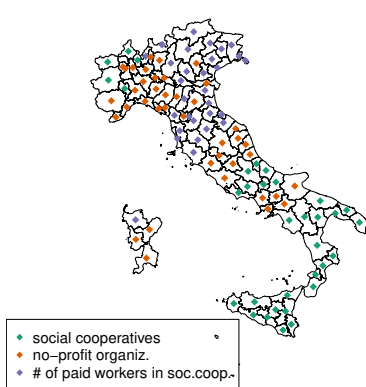 social cooperatives
no−profit organiz.
# of paid workers in soc.coop.